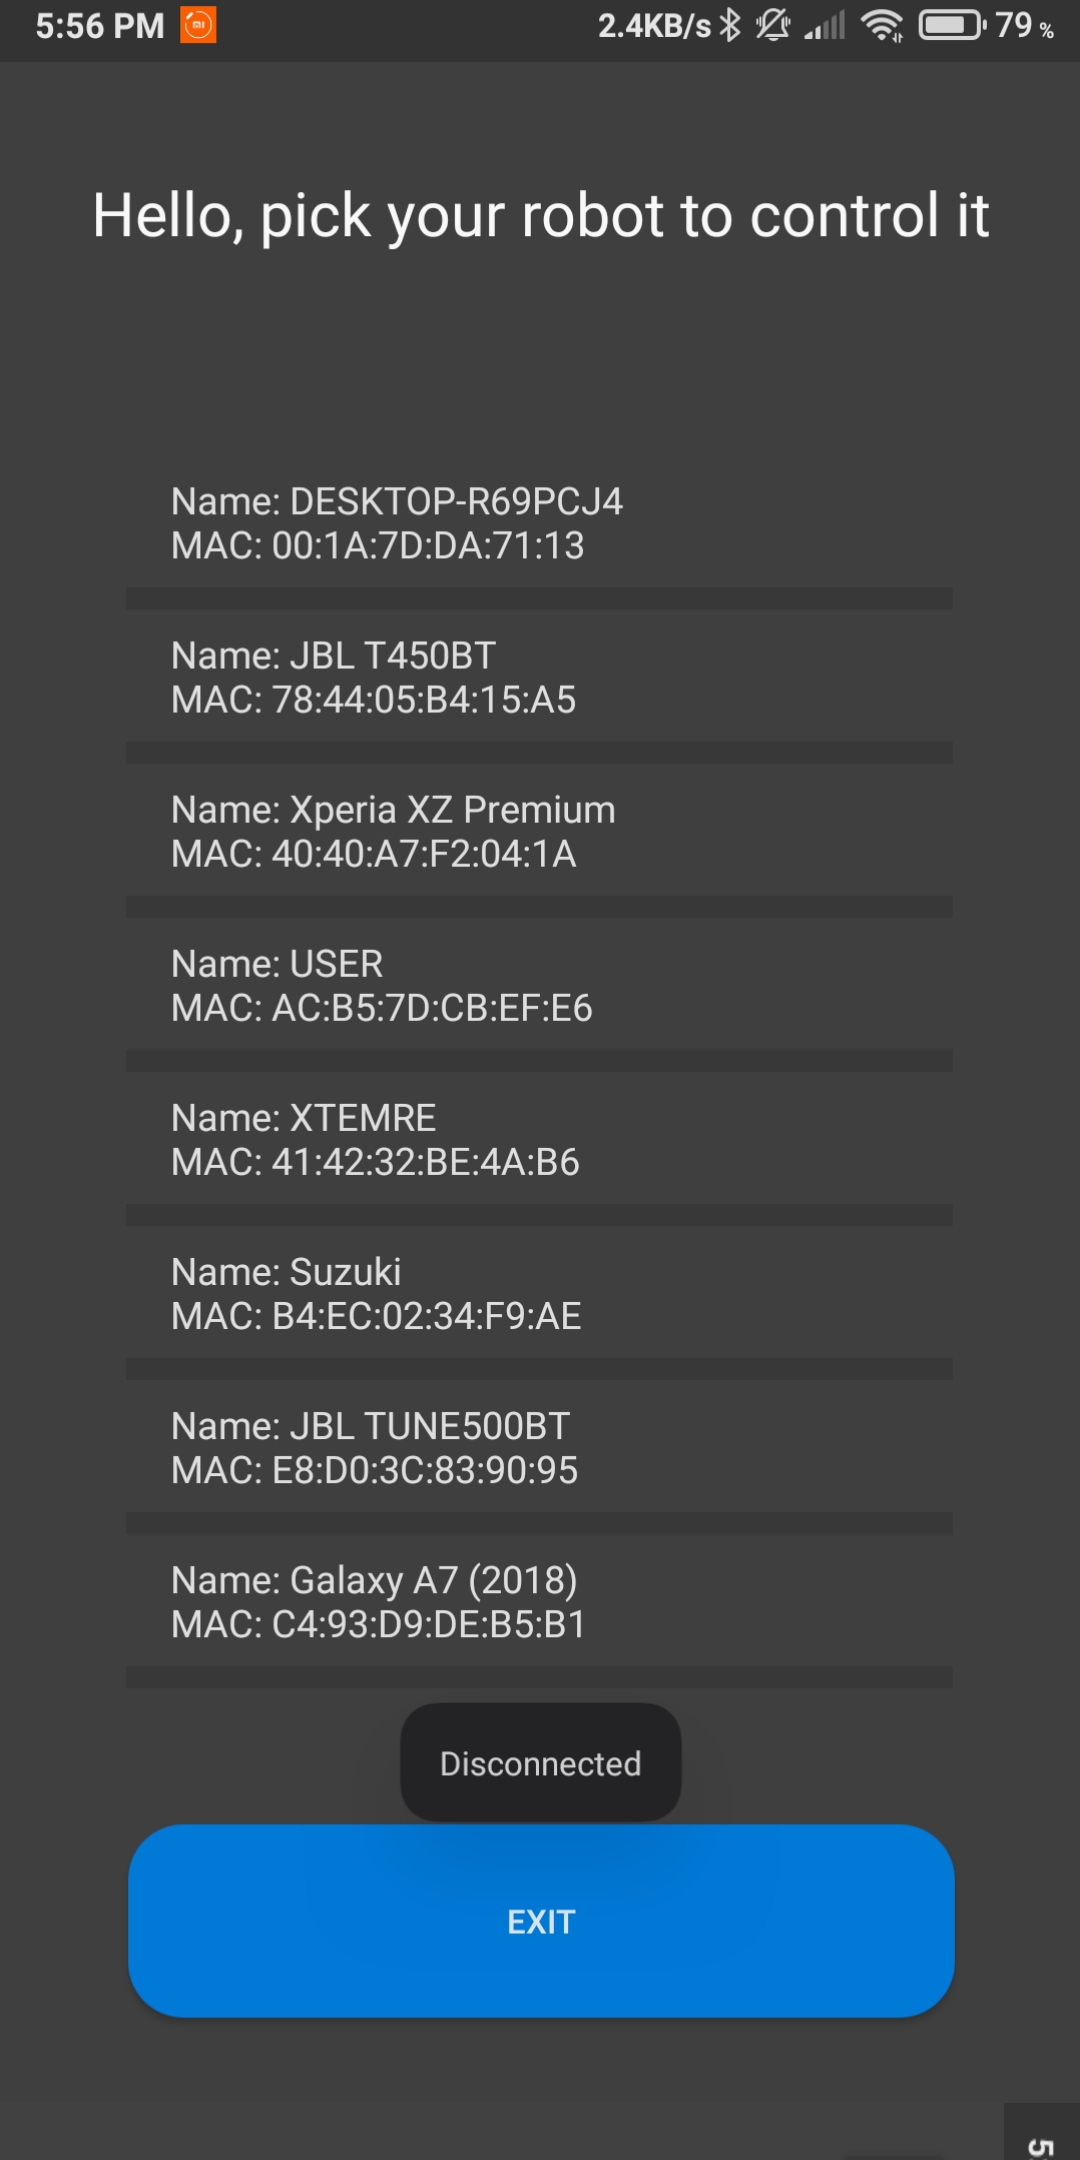 5:56 PM 2.4KB/s 79 %
Hello, pick your robot to control it
Name: DESKTOP-R69PCJ4
MAC: 00:1A:7D:DA:71:13
Name: JBL T450BT
MAC: 78:44:05:B4:15:A5
Name: Xperia XZ Premium
MAC: 40:40:A7:F2:04:1A
Name: USER
MAC: AC:B5:7D:CB:EF:E6
Name: XTEMRE
MAC: 41:42:32:BE:4A:B6
Name: Suzuki
MAC: B4:EC:02:34:F9:AE
Name: JBL TUNE500BT
MAC: E8:D0:3C:83:90:95
Name: Galaxy A7 (2018)
MAC: C4:93:D9:DE:B5:B1
Disconnected
EXIT